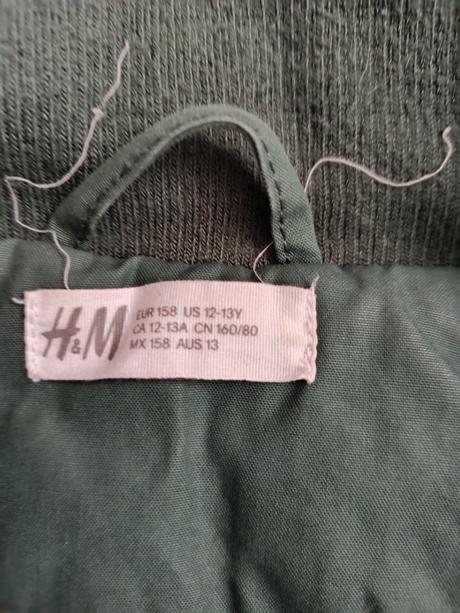 H&M
EUR 158 US 12-13Y
CA 12-13A CN 160/80
MX 158 AUS 13